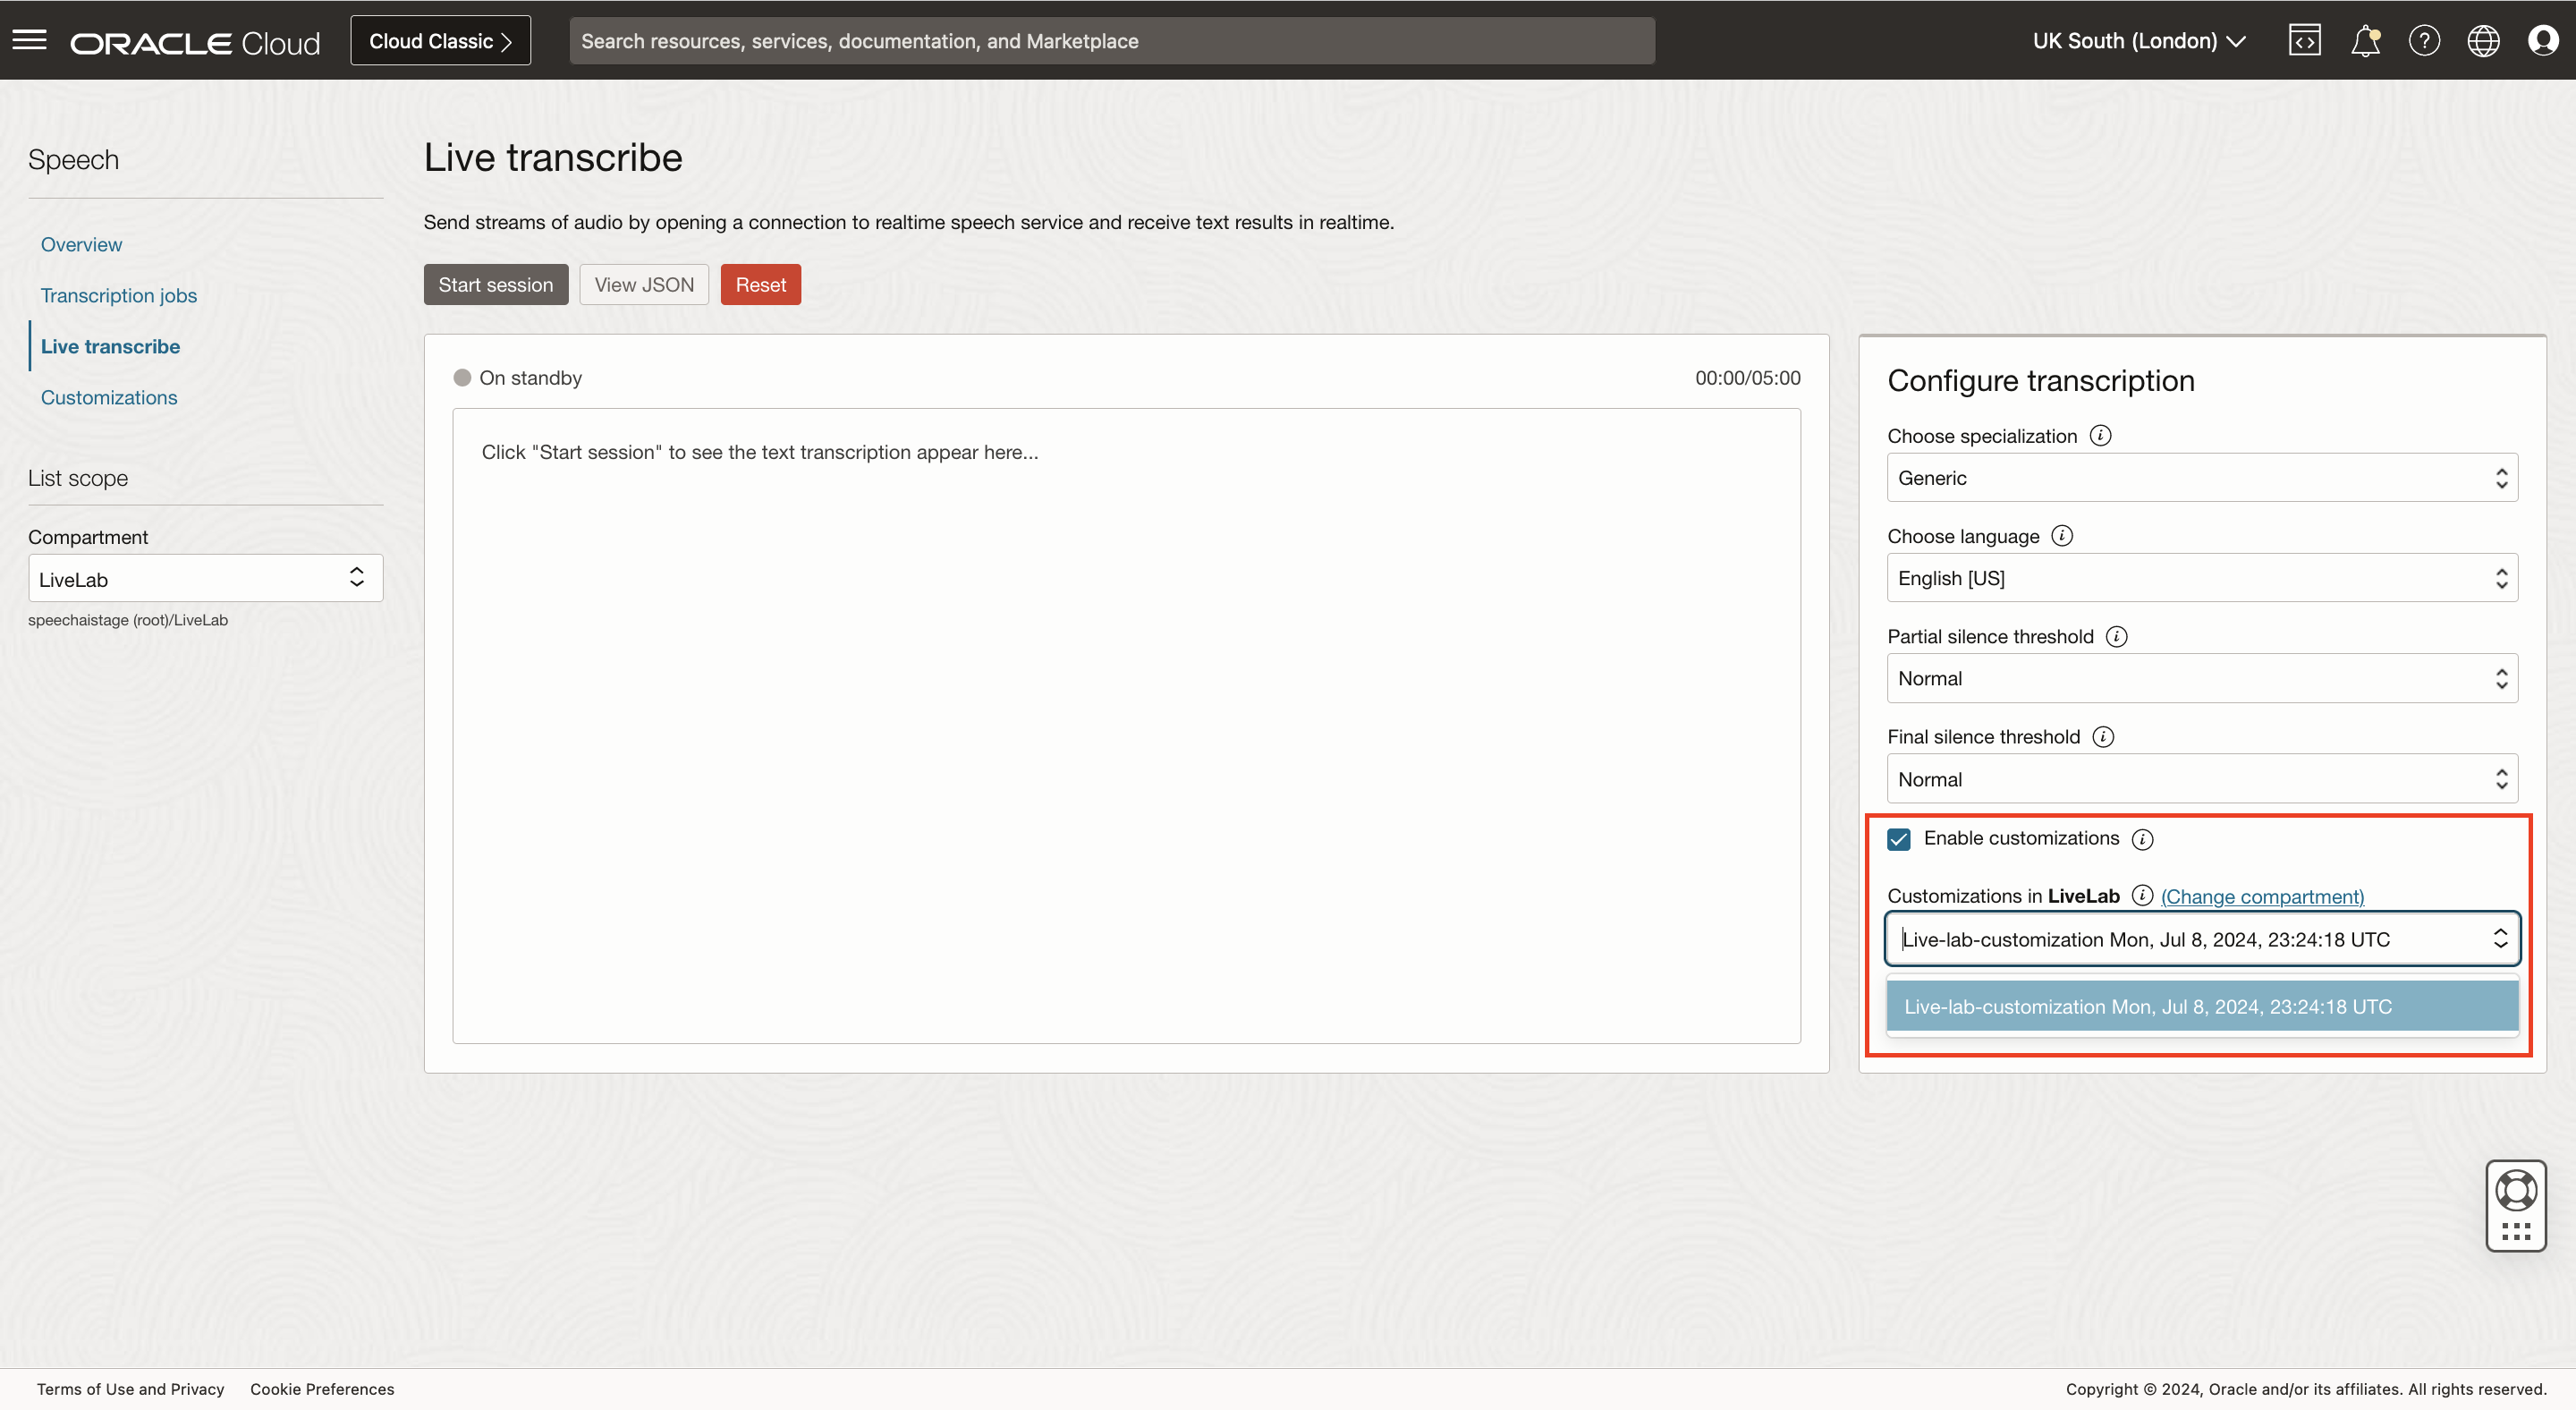 ORACLE Cloud
Cloud Classic
Search resources, services, documentation, and Marketplace
UK South (London)
Speech
Overview
Transcription jobs
Live transcribe
Customizations
List scope
Compartment
LiveLab
speechaistage (root)/LiveLab
Live transcribe
Send streams of audio by opening a connection to realtime speech service and receive text results in realtime.
Start session
View JSON
Reset
On standby
00:00/05:00
Click "Start session" to see the text transcription appear here...
Configure transcription
Choose specialization
Generic
Choose language
English [US]
Partial silence threshold
Normal
Final silence threshold
Normal
Enable customizations
Customizations in LiveLab (Change compartment)
Live-lab-customization Mon, Jul 8, 2024, 23:24:18 UTC
Live-lab-customization Mon, Jul 8, 2024, 23:24:18 UTC
Terms of Use and Privacy
Cookie Preferences
Copyright © 2024, Oracle and/or its affiliates. All rights reserved.